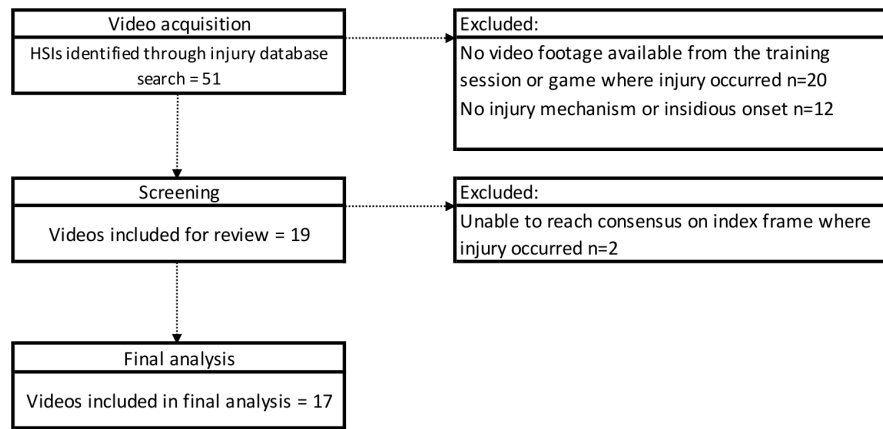 Video acquisition
HSIs identified through injury database
search = 51
Excluded:
No video footage available from the training
session or game where injury occurred n=20
No injury mechanism or insidious onset n=12
Screening
Videos included for review = 19
Excluded:
Unable to reach consensus on index frame where
injury occurred n=2
Final analysis
Videos included in final analysis = 17